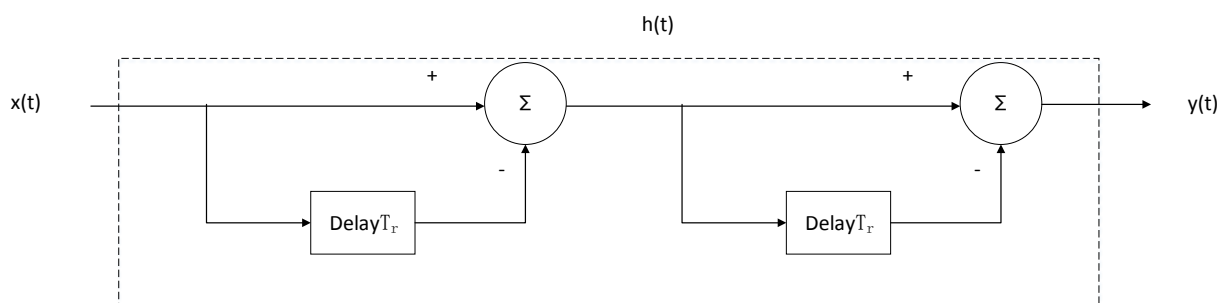 h(t)
x(t)
+
Σ
+
Σ
y(t)
-
-
DelayTr
DelayTr